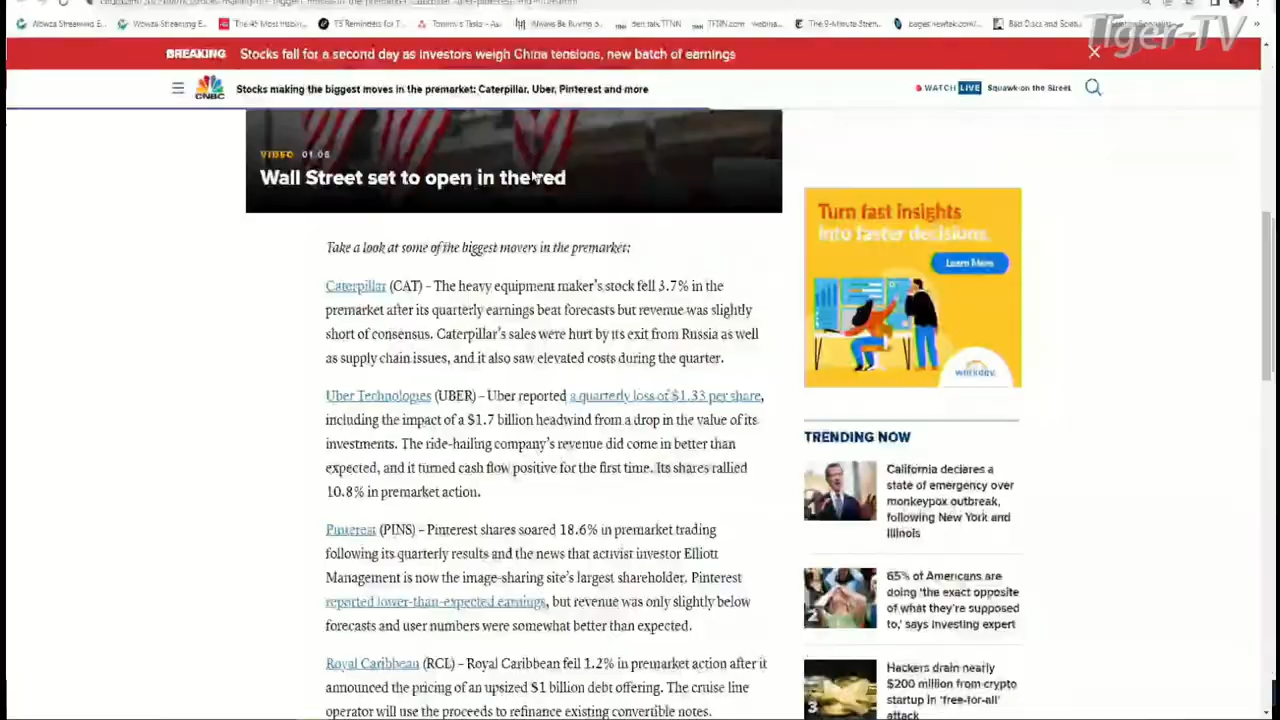 Wowza Streaming E...
Wowza Streaming E...
Tiger-TV
BREAKING Stocks fall for a second day as investors weigh China tensions, new batch of earnings
CNBC
Stocks making the biggest moves in the premarket: Caterpillar, Uber, Pinterest and more
WATCH LIVE Squawk on the Street
VIDEO 01:06
Wall Street set to open in the red
Take a look at some of the biggest movers in the premarket:
Caterpillar (CAT) – The heavy equipment maker's stock fell 3.7% in the
premarket after its quarterly earnings beat forecasts but revenue was slightly
short of consensus. Caterpillar's sales were hurt by its exit from Russia as well
as supply chain issues, and it also saw elevated costs during the quarter.
Uber Technologies (UBER) – Uber reported a quarterly loss of $1.33 per share,
including the impact of a $1.7 billion headwind from a drop in the value of its
investments. The ride-hailing company's revenue did come in better than
expected, and it turned cash flow positive for the first time. Its shares rallied
10.8% in premarket action.
Pinterest (PINS) – Pinterest shares soared 18.6% in premarket trading
following its quarterly results and the news that activist investor Elliott
Management is now the image-sharing site's largest shareholder. Pinterest
reported lower-than-expected earnings, but revenue was only slightly below
forecasts and user numbers were somewhat better than expected.
Royal Caribbean (RCL) – Royal Caribbean fell 1.2% in premarket action after it
announced the pricing of an upsized $1 billion debt offering. The cruise line
operator will use the proceeds to refinance existing convertible notes.
Turn fast insights
into faster decisions.
Learn More
workday
TRENDING NOW
1
California declares a
state of emergency over
monkeypox outbreak,
following New York and
Illinois
2
65% of Americans are
doing 'the exact opposite
of what they're supposed
to,' says investing expert
3
Hackers drain nearly
$200 million from crypto
startup in 'free-for-all'
attack